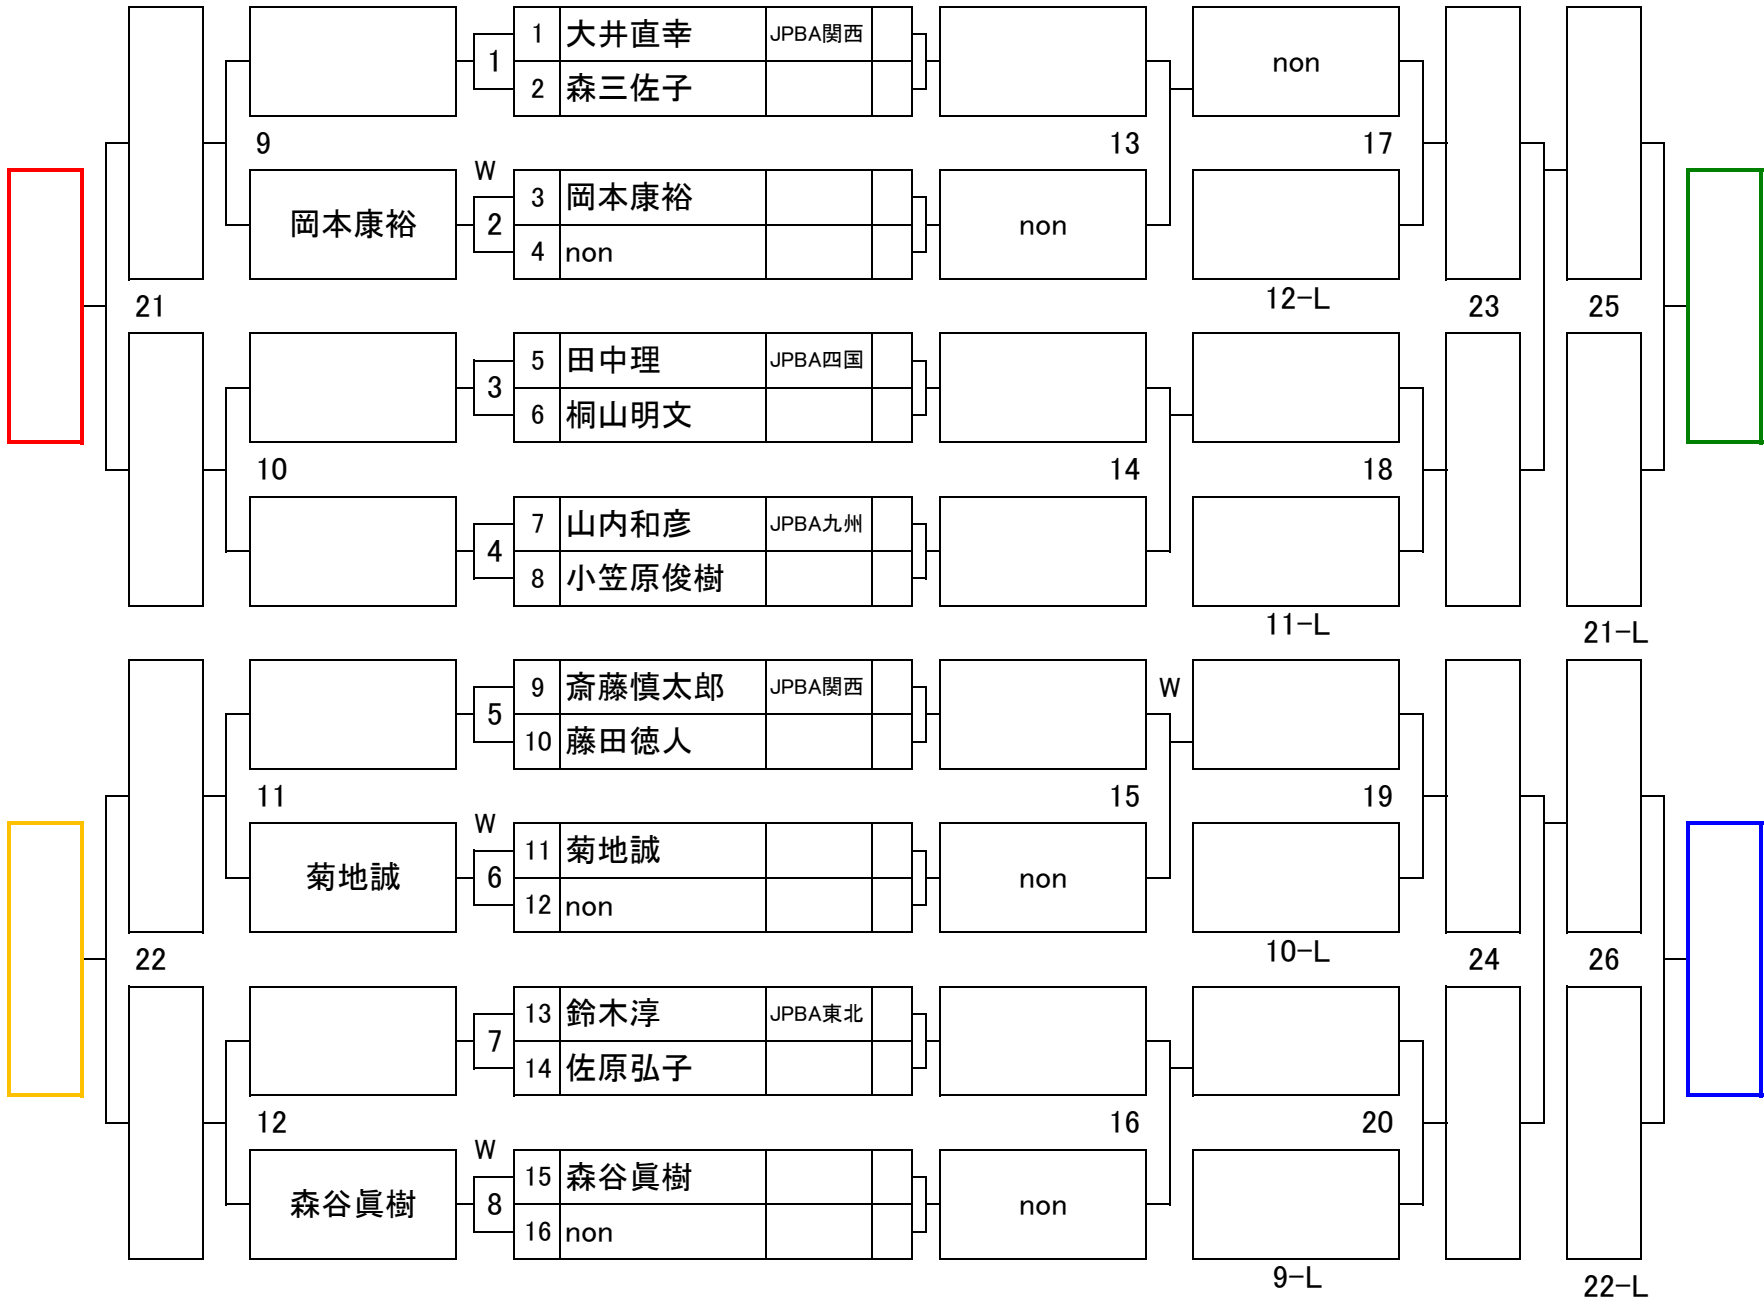 1 大井直幸 JPBA関西
1
2 森三佐子
non
9
13
17
W
3 岡本康裕
岡本康裕
2
4 non
non
12-L
21
23
25
5 田中理 JPBA四国
3
6 桐山明文
10
14
18
7 山内和彦 JPBA九州
4
8 小笠原俊樹
11-L
21-L
9 斎藤慎太郎 JPBA関西
W
5
10 藤田徳人
11
15
19
W
11 菊地誠
菊地誠
6
12 non
non
10-L
22
24
26
13 鈴木淳 JPBA東北
7
14 佐原弘子
12
16
20
W
15 森谷眞樹
森谷眞樹
8
16 non
non
9-L
22-L